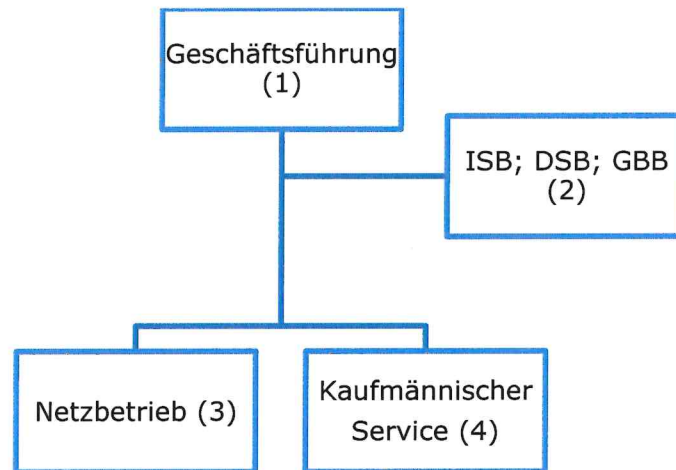 Geschäftsführung
(1)
ISB; DSB; GBB
(2)
Netzbetrieb (3)
Kaufmännischer
Service (4)